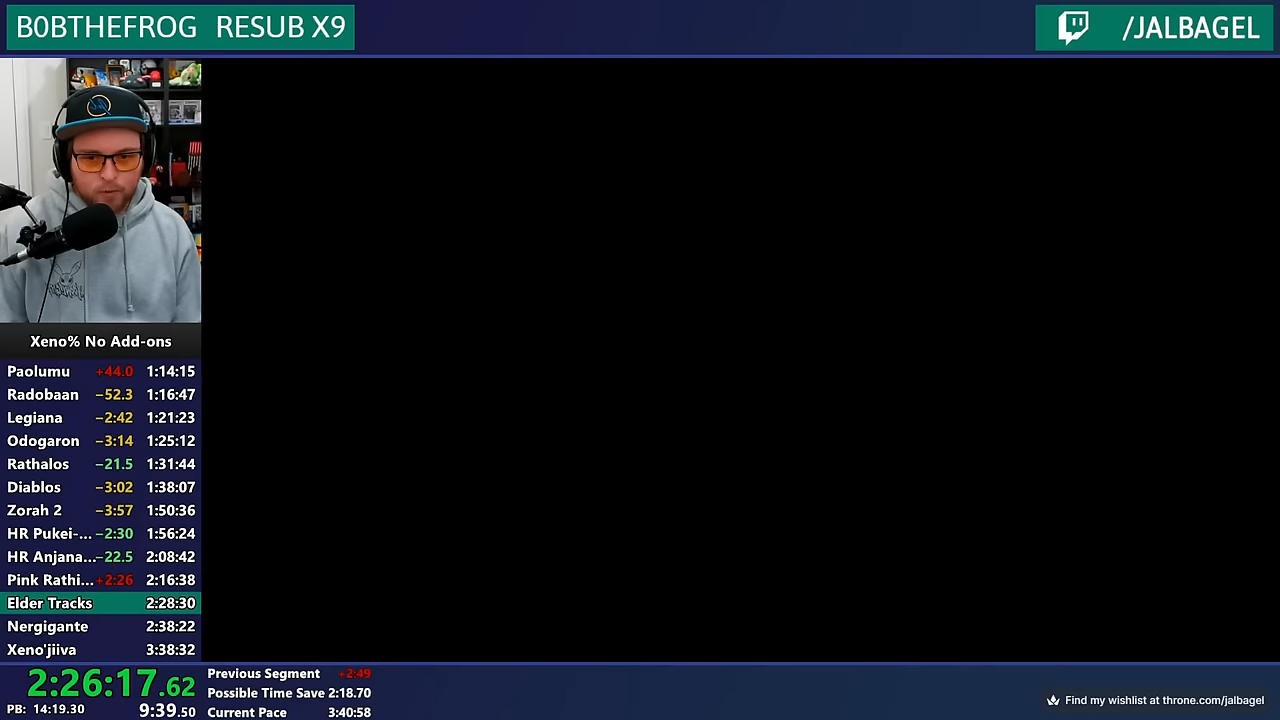 B0BTHEFROG RESUB X9
/JALBAGEL
Xeno% No Add-ons
Paolumu +44.0 1:14:15
Radobaan −52.3 1:16:47
Legiana −2:42 1:21:23
Odogaron −3:14 1:25:12
Rathalos −21.5 1:31:44
Diablos −3:02 1:38:07
Zorah 2 −3:57 1:50:36
HR Pukei-... −2:30 1:56:24
HR Anjana... −22.5 2:08:42
Pink Rathi... +2:26 2:16:38
Elder Tracks 2:28:30
Nergigante 2:38:22
Xeno'jiiva 3:38:32
2:26:17.62
PB: 14:19.30 9:39.50
Previous Segment +2:49
Possible Time Save 2:18.70
Current Pace 3:40:58
Find my wishlist at throne.com/jalbagel